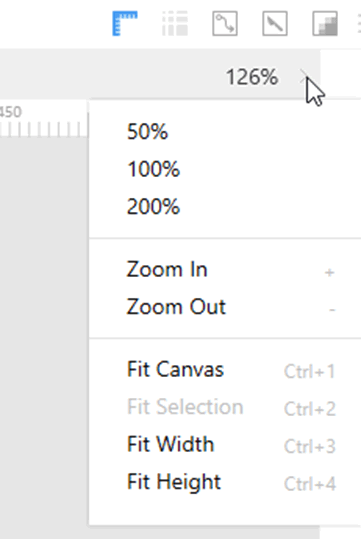 126%
450
50%
100%
200%
Zoom In +
Zoom Out -
Fit Canvas Ctrl+1
Fit Selection Ctrl+2
Fit Width Ctrl+3
Fit Height Ctrl+4